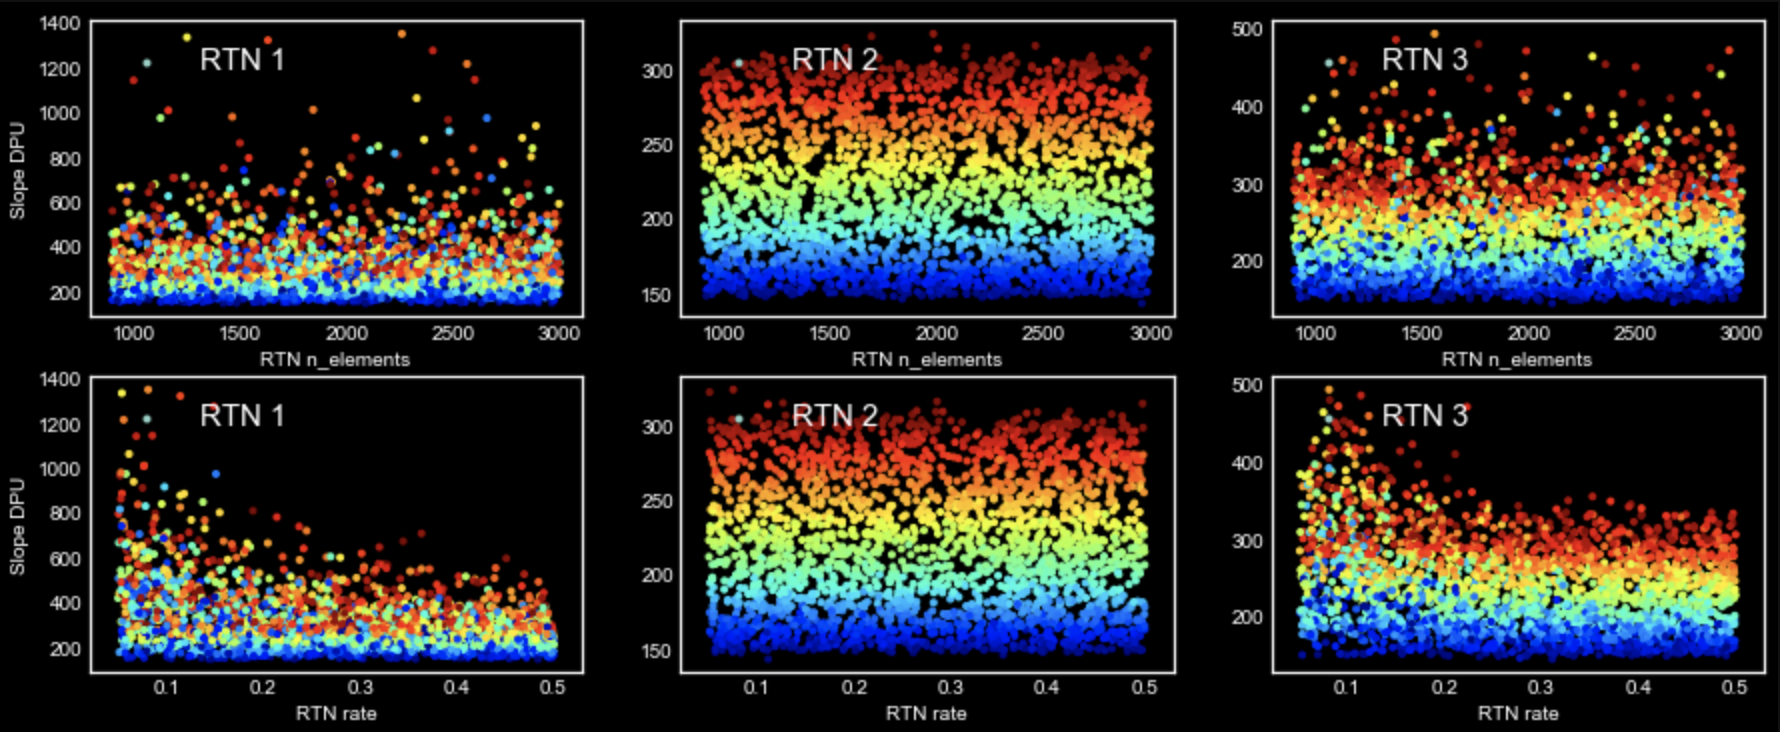 1400
1200
1000
800
600
400
200
Slope DPU
RTN 1
1000 1500 2000 2500 3000
RTN n_elements
300
250
200
150
RTN 2
1000 1500 2000 2500 3000
RTN n_elements
500
400
300
200
RTN 3
1000 1500 2000 2500 3000
RTN n_elements
1400
1200
1000
800
600
400
200
Slope DPU
RTN 1
0.1 0.2 0.3 0.4 0.5
RTN rate
300
250
200
150
RTN 2
0.1 0.2 0.3 0.4 0.5
RTN rate
500
400
300
200
RTN 3
0.1 0.2 0.3 0.4 0.5
RTN rate